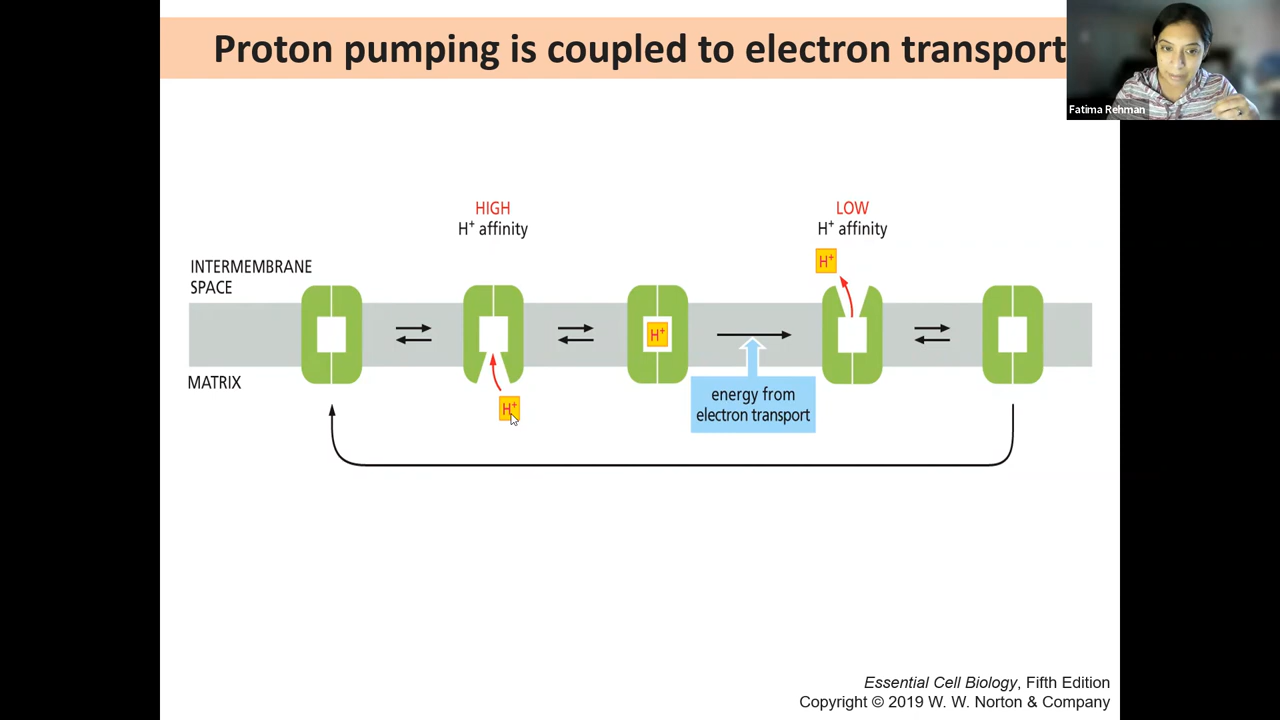 Proton pumping is coupled to electron transport
Fatima Rehman
HIGH
H⁺ affinity
LOW
H⁺ affinity
H⁺
INTERMEMBRANE
SPACE
H⁺
MATRIX
H⁺
energy from
electron transport
Essential Cell Biology, Fifth Edition
Copyright © 2019 W. W. Norton & Company